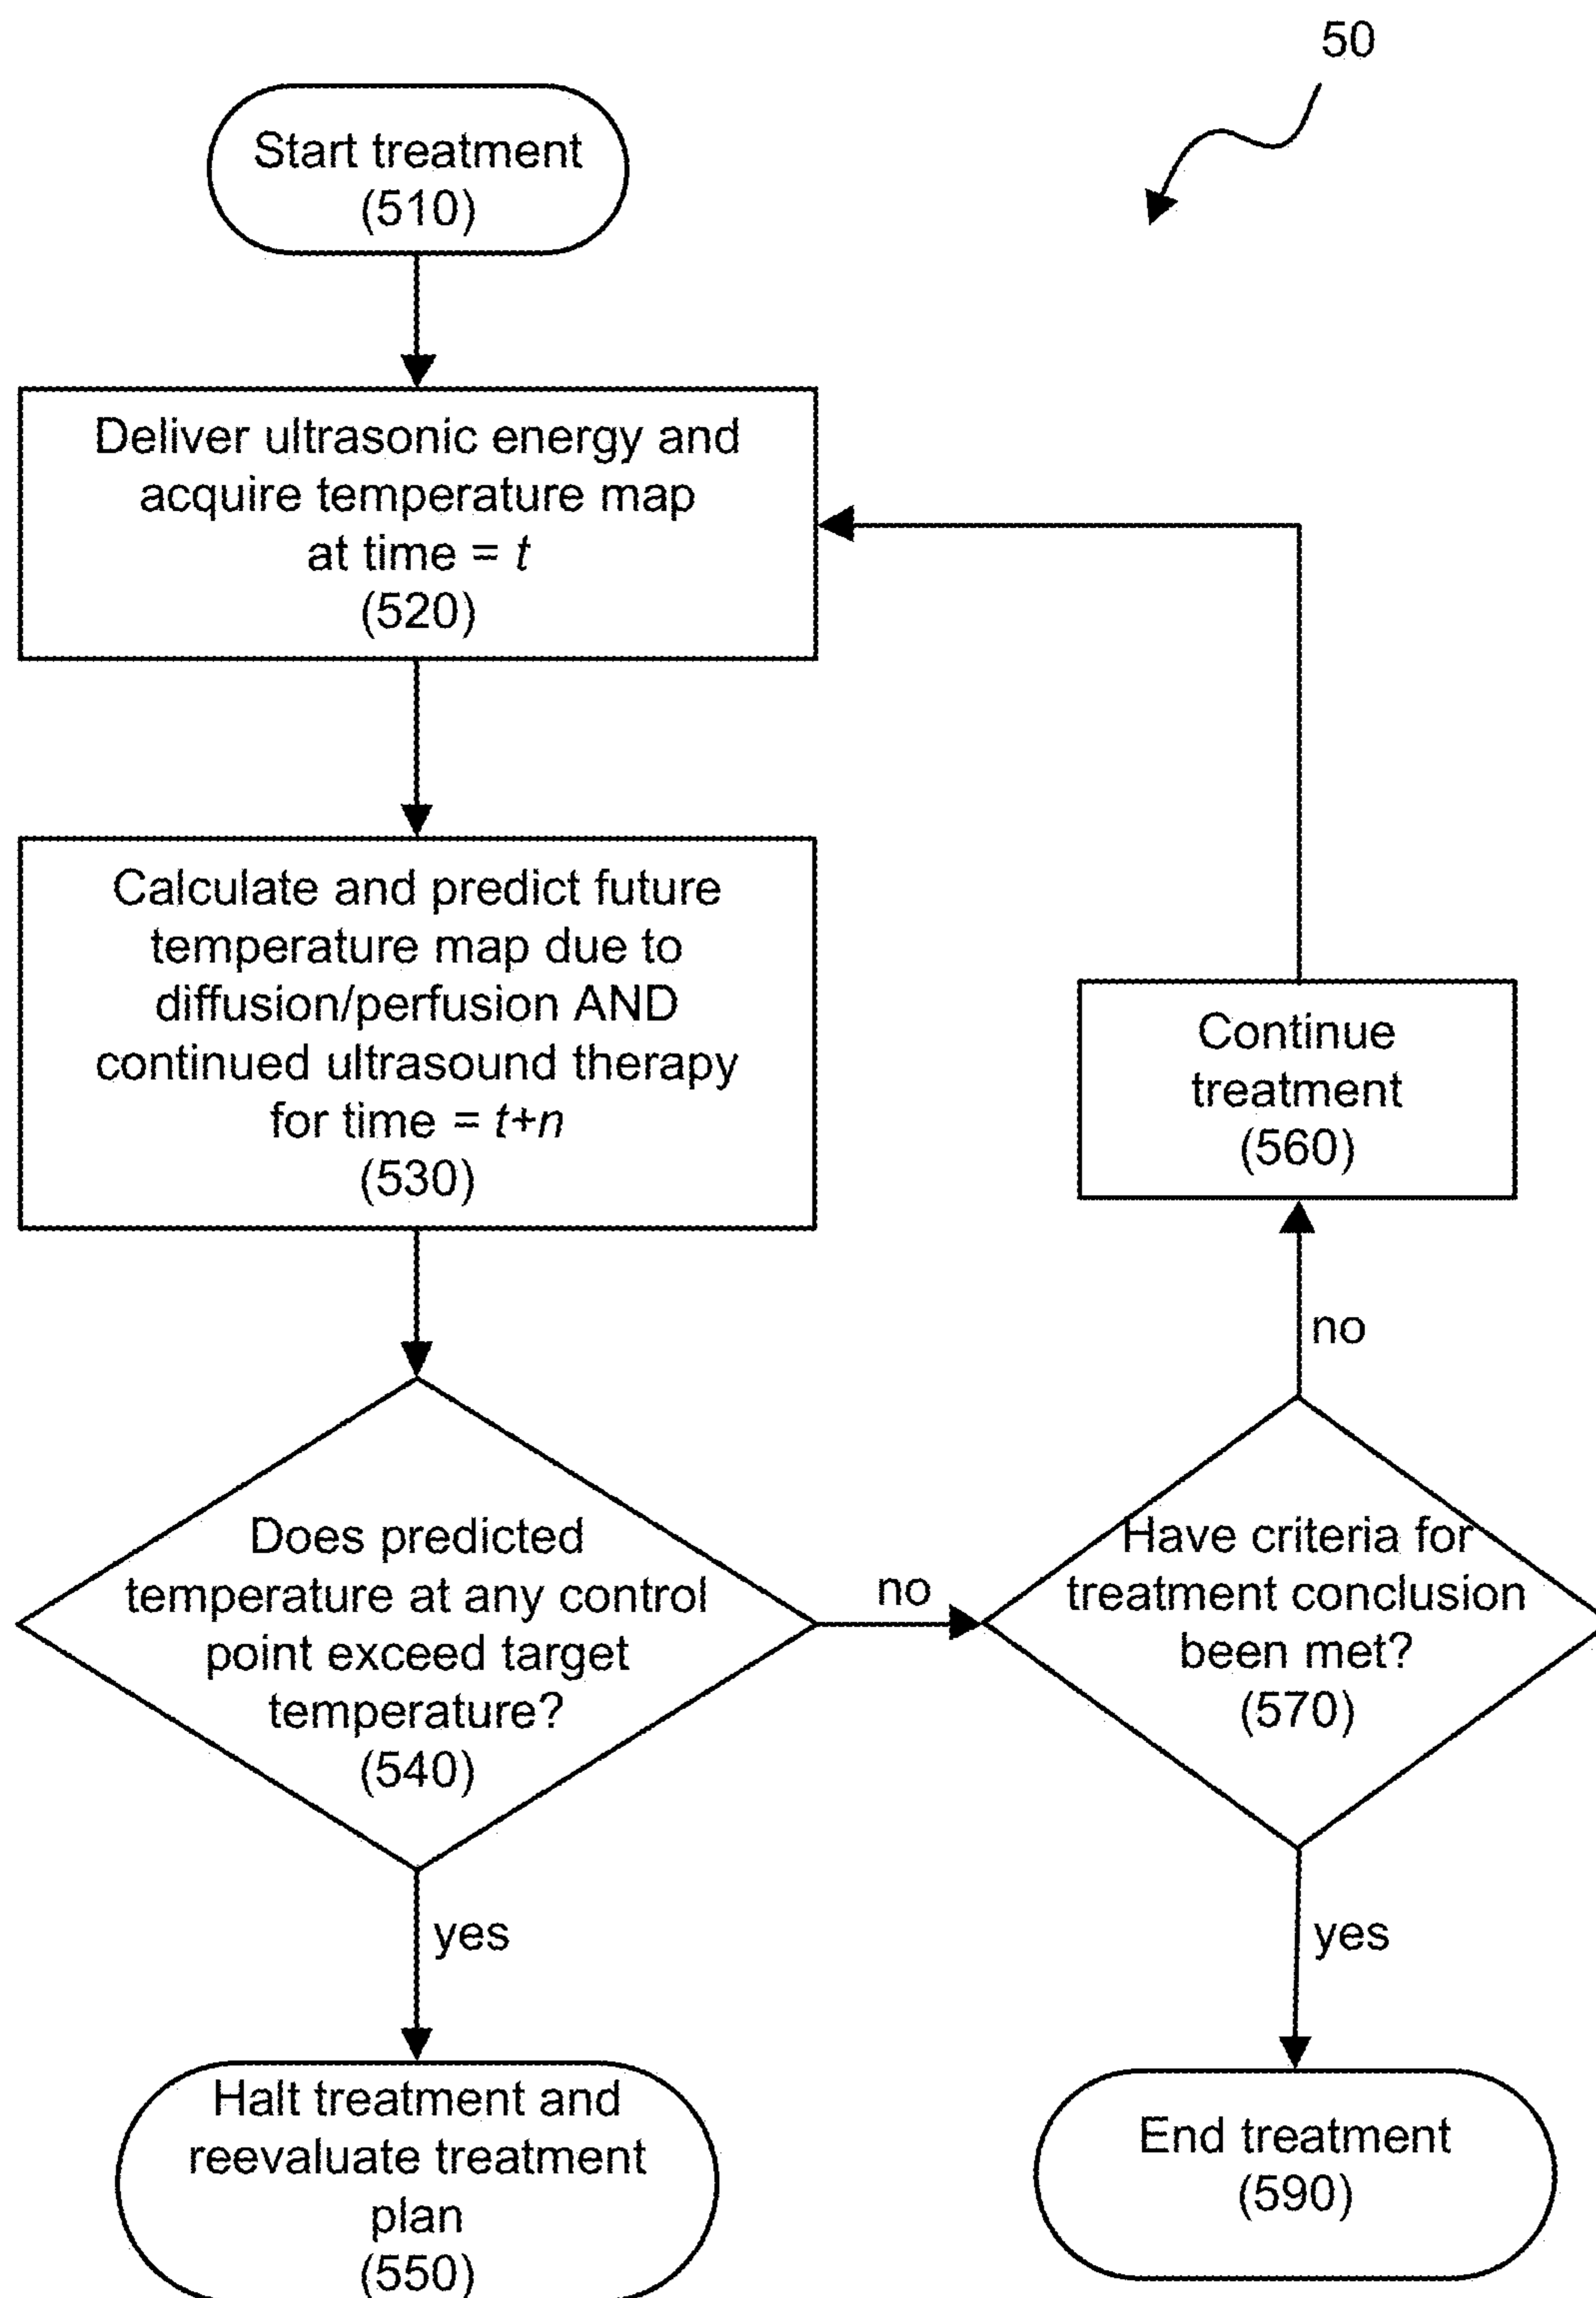 50
Start treatment
(510)
Deliver ultrasonic energy and
acquire temperature map
at time = t
(520)
Calculate and predict future
temperature map due to
diffusion/perfusion AND
continued ultrasound therapy
for time = t+n
(530)
Continue
treatment
(560)
no
Does predicted
temperature at any control
point exceed target
temperature?
(540)
no
Have criteria for
treatment conclusion
been met?
(570)
yes
yes
Halt treatment and
reevaluate treatment
plan
(550)
End treatment
(590)